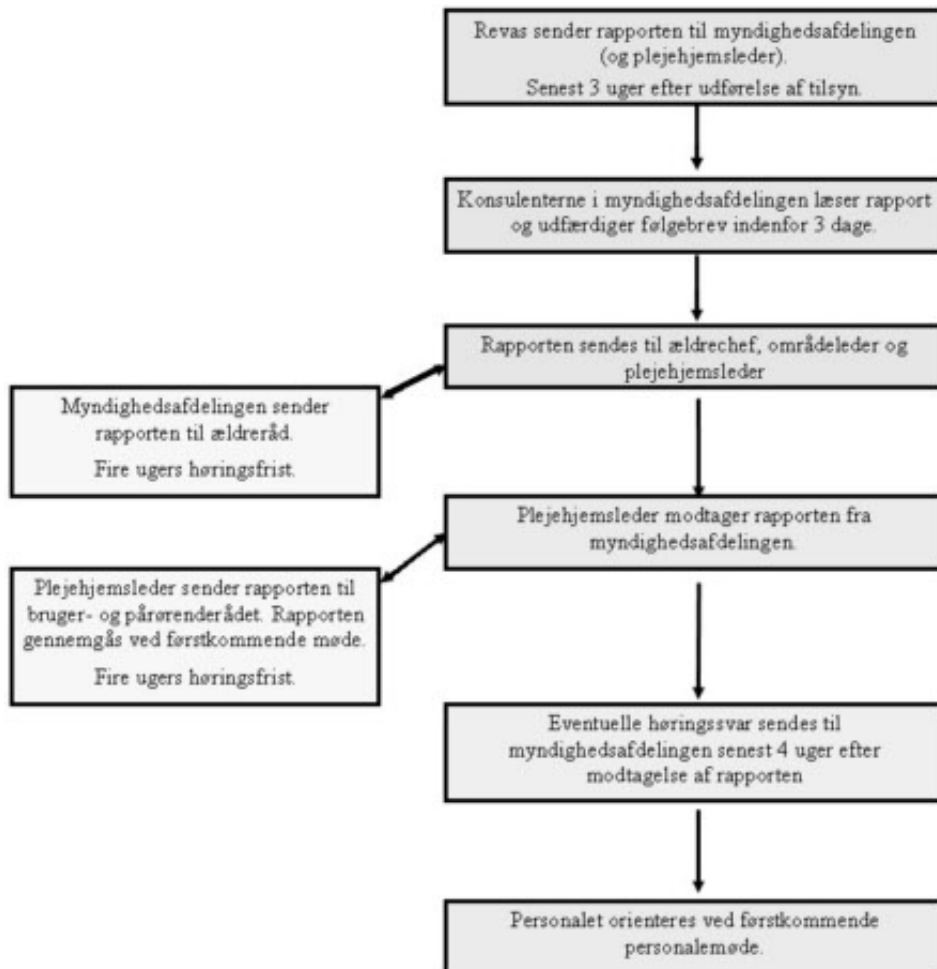 Revas sender rapporten til myndighedsafdelingen
(og plejehjemsleder).
Senest 3 uger efter udførelse af tilsyn.
Konsulenterne i myndighedsafdelingen læser rapport
og udfærdiger følgebrev indenfor 3 dage.
Rapporten sendes til ældrechef, områdeleder og
plejehjemsleder
Myndighedsafdelingen sender
rapporten til ældreråd.
Fire ugers høringsfrist.
Plejehjemsleder modtager rapporten fra
myndighedsafdelingen.
Plejehjemsleder sender rapporten til
bruger- og pårørenderådet. Rapporten
gennemgås ved førstkommende møde.
Fire ugers høringsfrist.
Eventuelle høringssvar sendes til
myndighedsafdelingen senest 4 uger efter
modtagelse af rapporten
Personalet orienteres ved førstkommende
personalemøde.